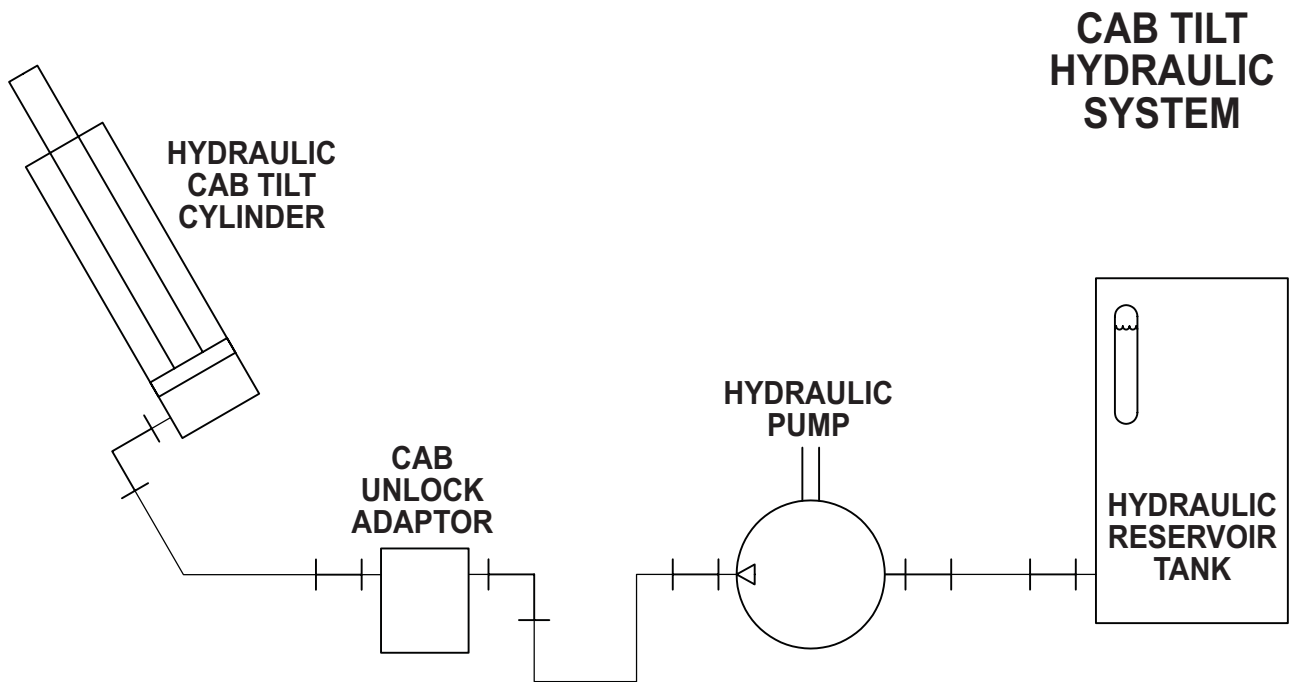 CAB TILT
HYDRAULIC
SYSTEM
HYDRAULIC
CAB TILT
CYLINDER
HYDRAULIC
PUMP
CAB
UNLOCK
ADAPTOR
HYDRAULIC
RESERVOIR
TANK